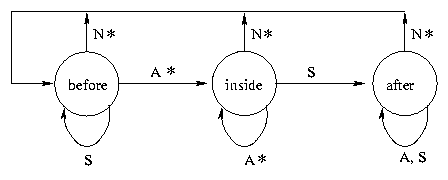 N* N* N*
before A* inside S after
S A* A, S